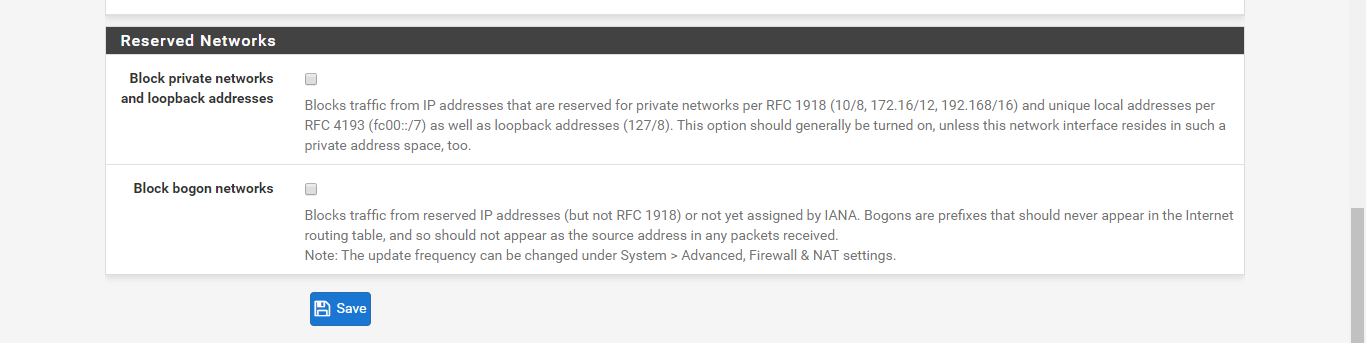 Reserved Networks
Block private networks
and loopback addresses
Blocks traffic from IP addresses that are reserved for private networks per RFC 1918 (10/8, 172.16/12, 192.168/16) and unique local addresses per
RFC 4193 (fc00::/7) as well as loopback addresses (127/8). This option should generally be turned on, unless this network interface resides in such a
private address space, too.
Block bogon networks
Blocks traffic from reserved IP addresses (but not RFC 1918) or not yet assigned by IANA. Bogons are prefixes that should never appear in the Internet
routing table, and so should not appear as the source address in any packets received.
Note: The update frequency can be changed under System > Advanced, Firewall & NAT settings.
Save